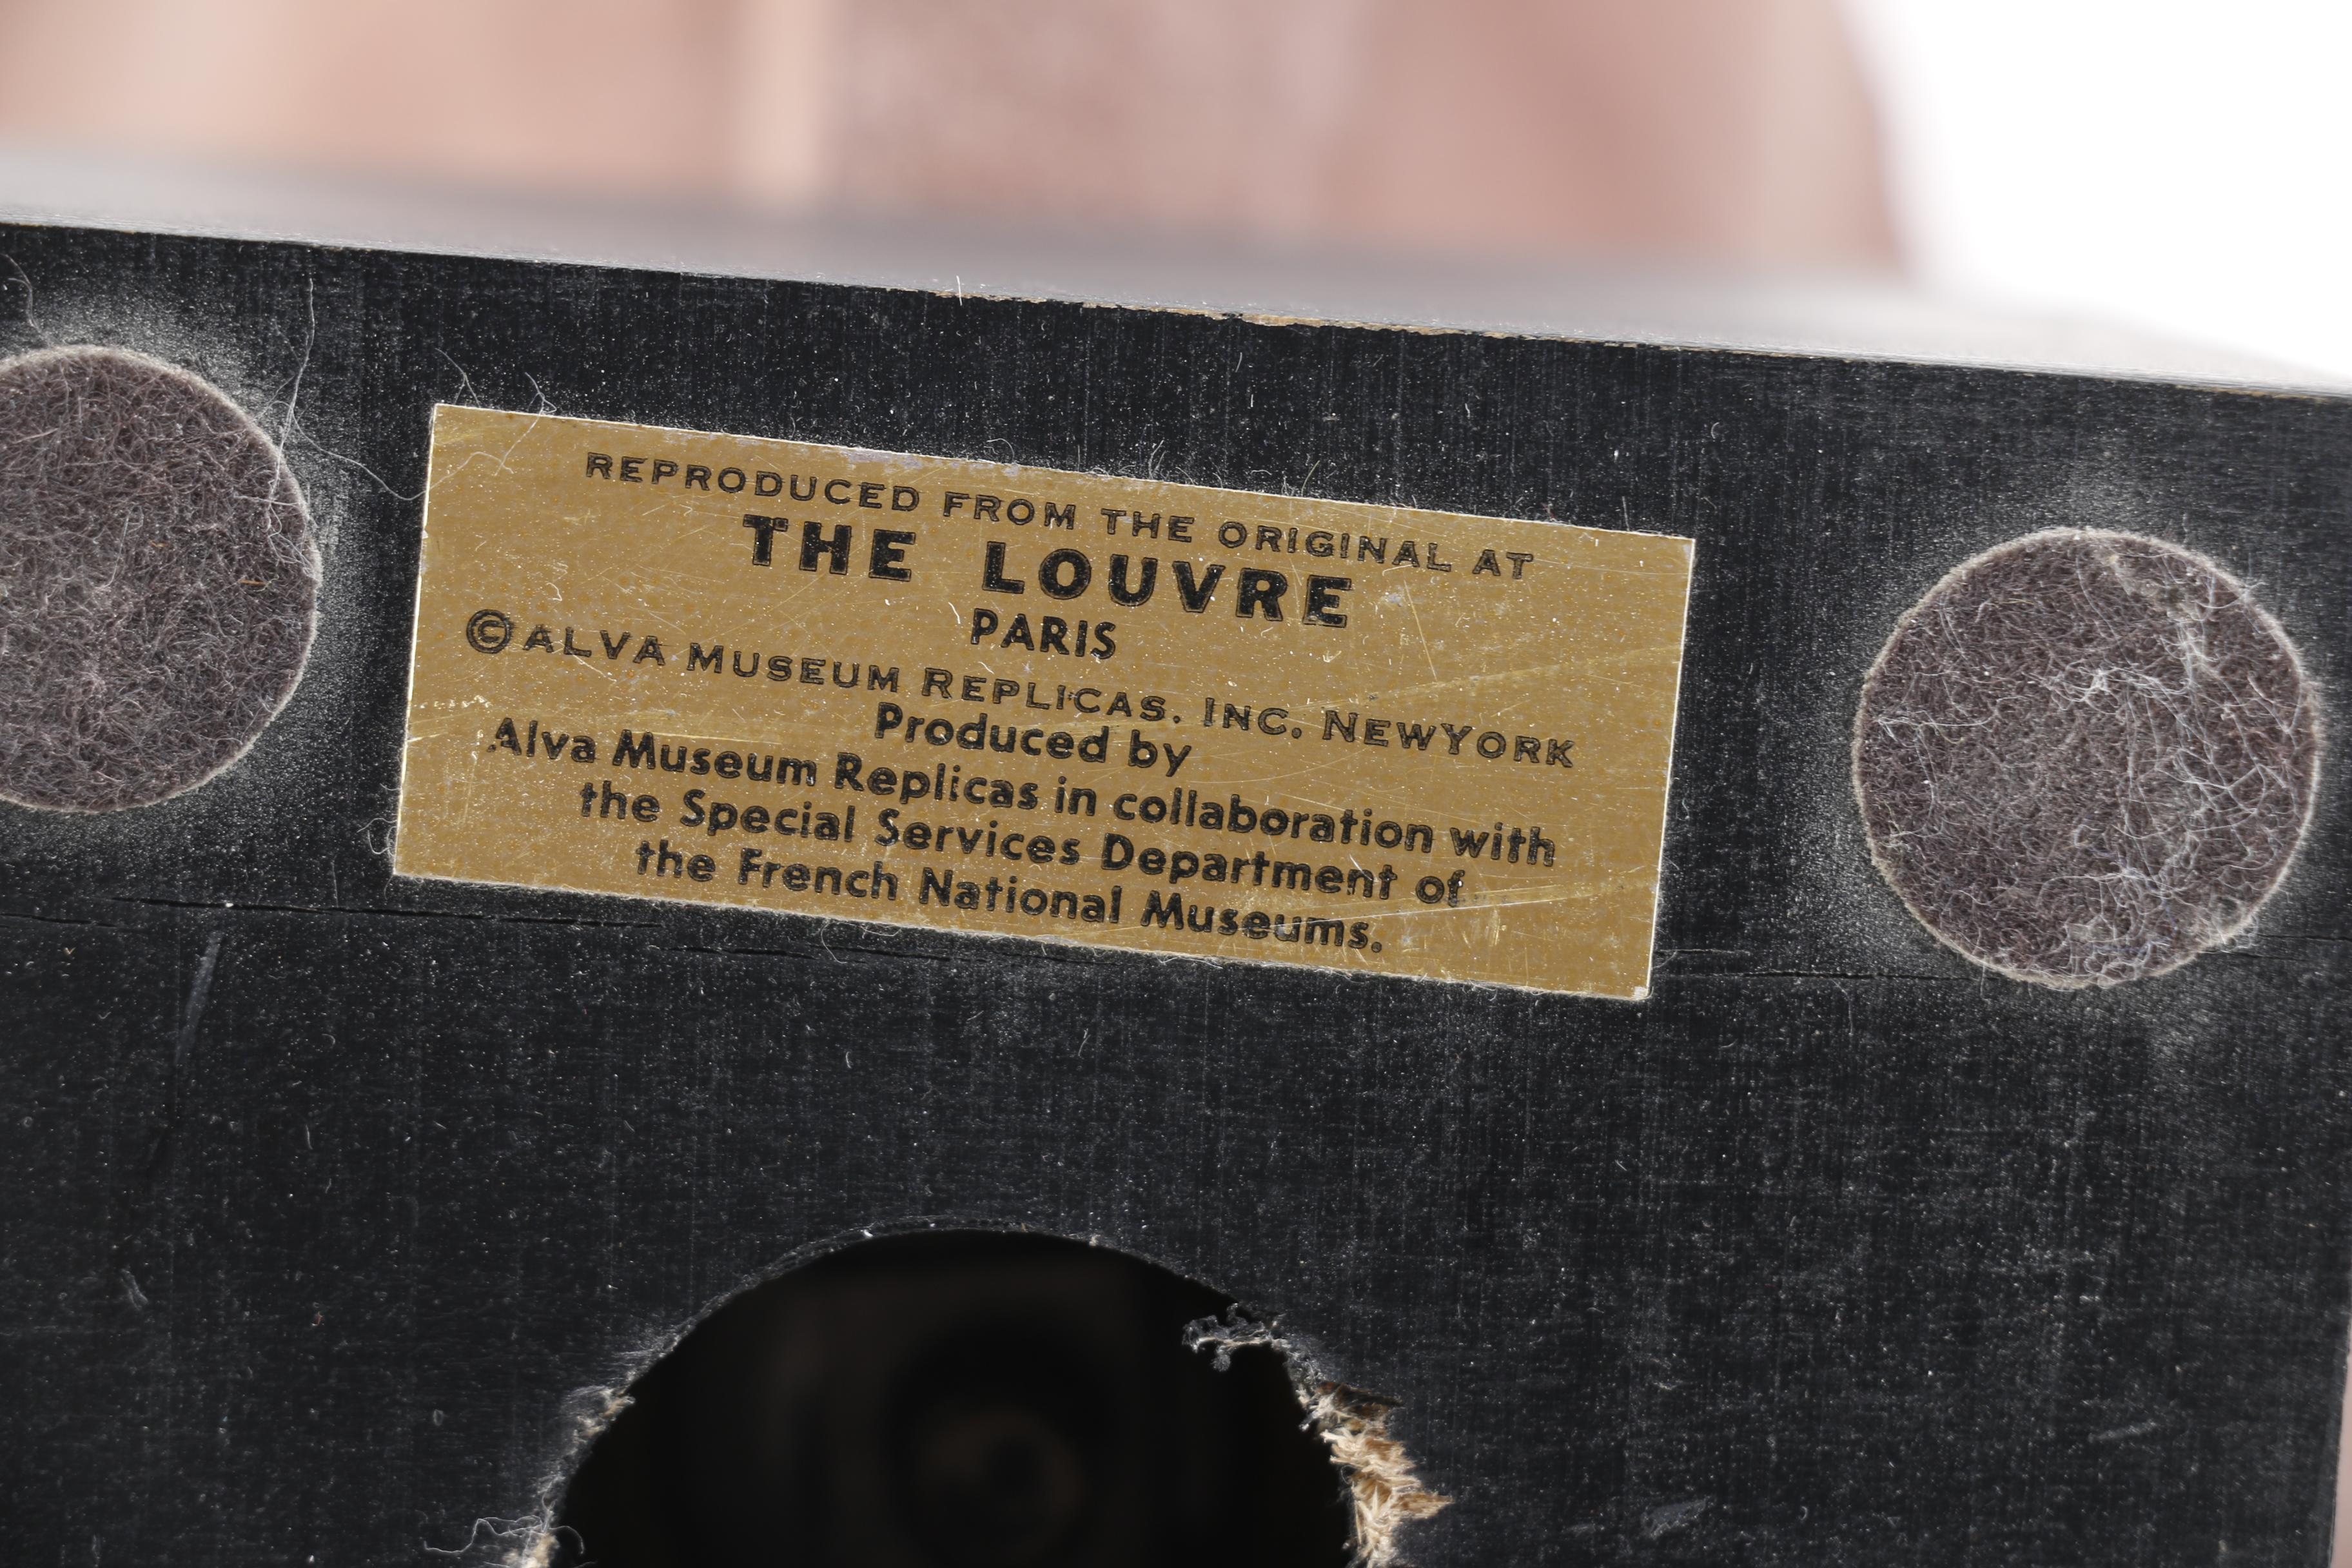 REPRODUCED FROM THE ORIGINAL AT
THE LOUVRE
PARIS
©ALVA MUSEUM REPLICAS, INC. NEWYORK
Produced by
Alva Museum Replicas in collaboration with
the Special Services Department of
the French National Museums.